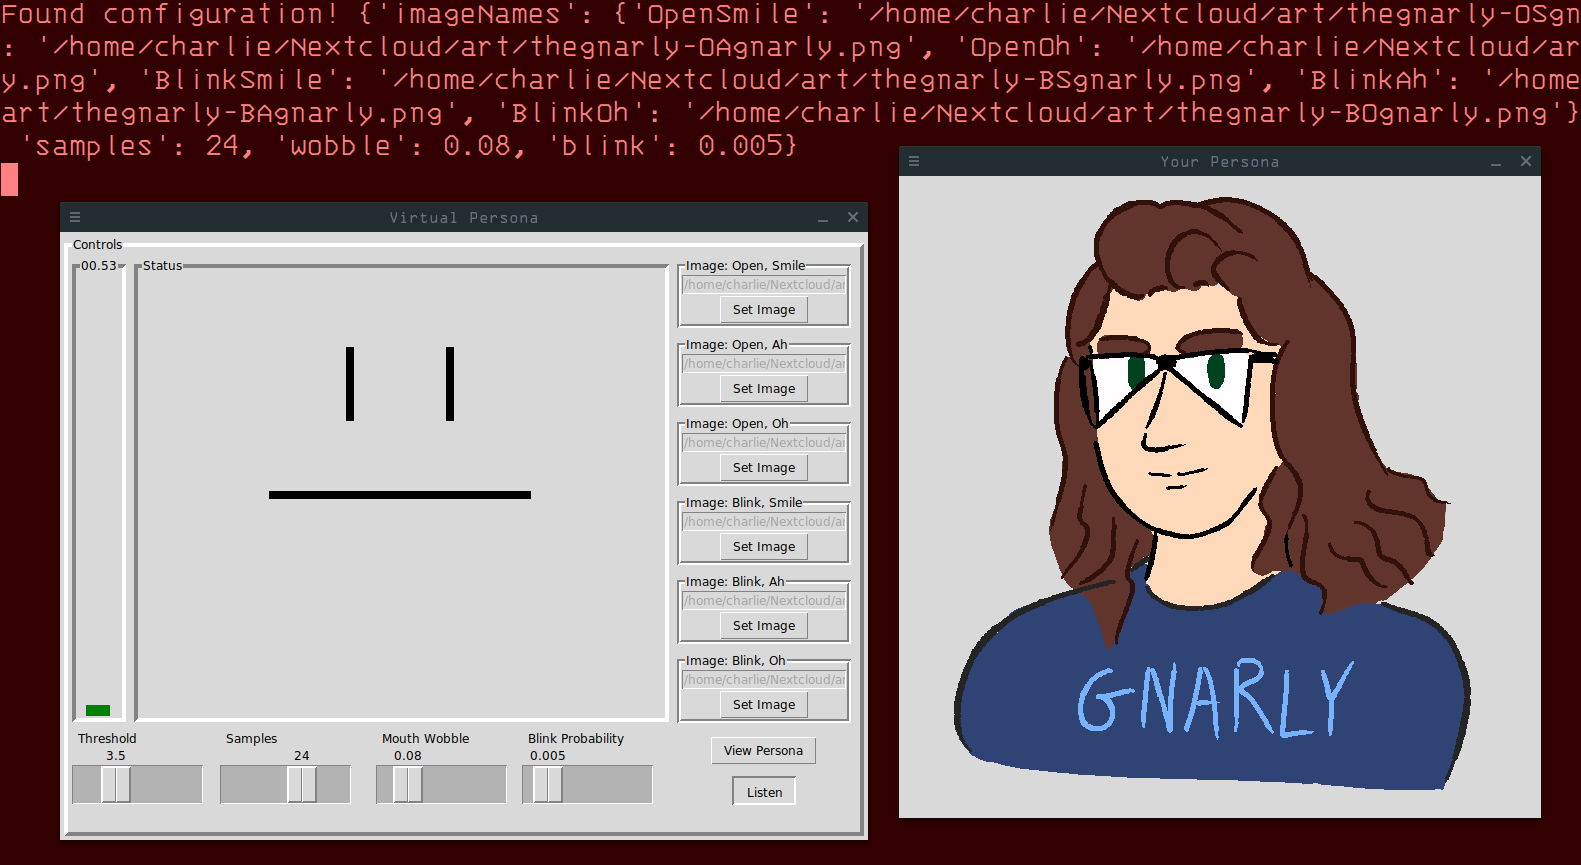 Found configuration! {'imageNames': {'OpenSmile': '/home/charlie/Nextcloud/art/thegnarly-OSgn
: '/home/charlie/Nextcloud/art/thegnarly-OAgnarly.png', 'OpenOh': '/home/charlie/Nextcloud/ar
y.png', 'BlinkSmile': '/home/charlie/Nextcloud/art/thegnarly-BSgnarly.png', 'BlinkAh': '/home
art/thegnarly-BAgnarly.png', 'BlinkOh': '/home/charlie/Nextcloud/art/thegnarly-BOgnarly.png'}
'samples': 24, 'wobble': 0.08, 'blink': 0.005}
Virtual Persona
Controls
00.53
Status
Image: Open, Smile
/home/charlie/Nextcloud/ar
Set Image
Image: Open, Ah
/home/charlie/Nextcloud/ar
Set Image
Image: Open, Oh
/home/charlie/Nextcloud/ar
Set Image
Image: Blink, Smile
/home/charlie/Nextcloud/ar
Set Image
Image: Blink, Ah
/home/charlie/Nextcloud/ar
Set Image
Image: Blink, Oh
/home/charlie/Nextcloud/ar
Set Image
Threshold
3.5
Samples
24
Mouth Wobble
0.08
Blink Probability
0.005
View Persona
Listen
Your Persona
GNARLY